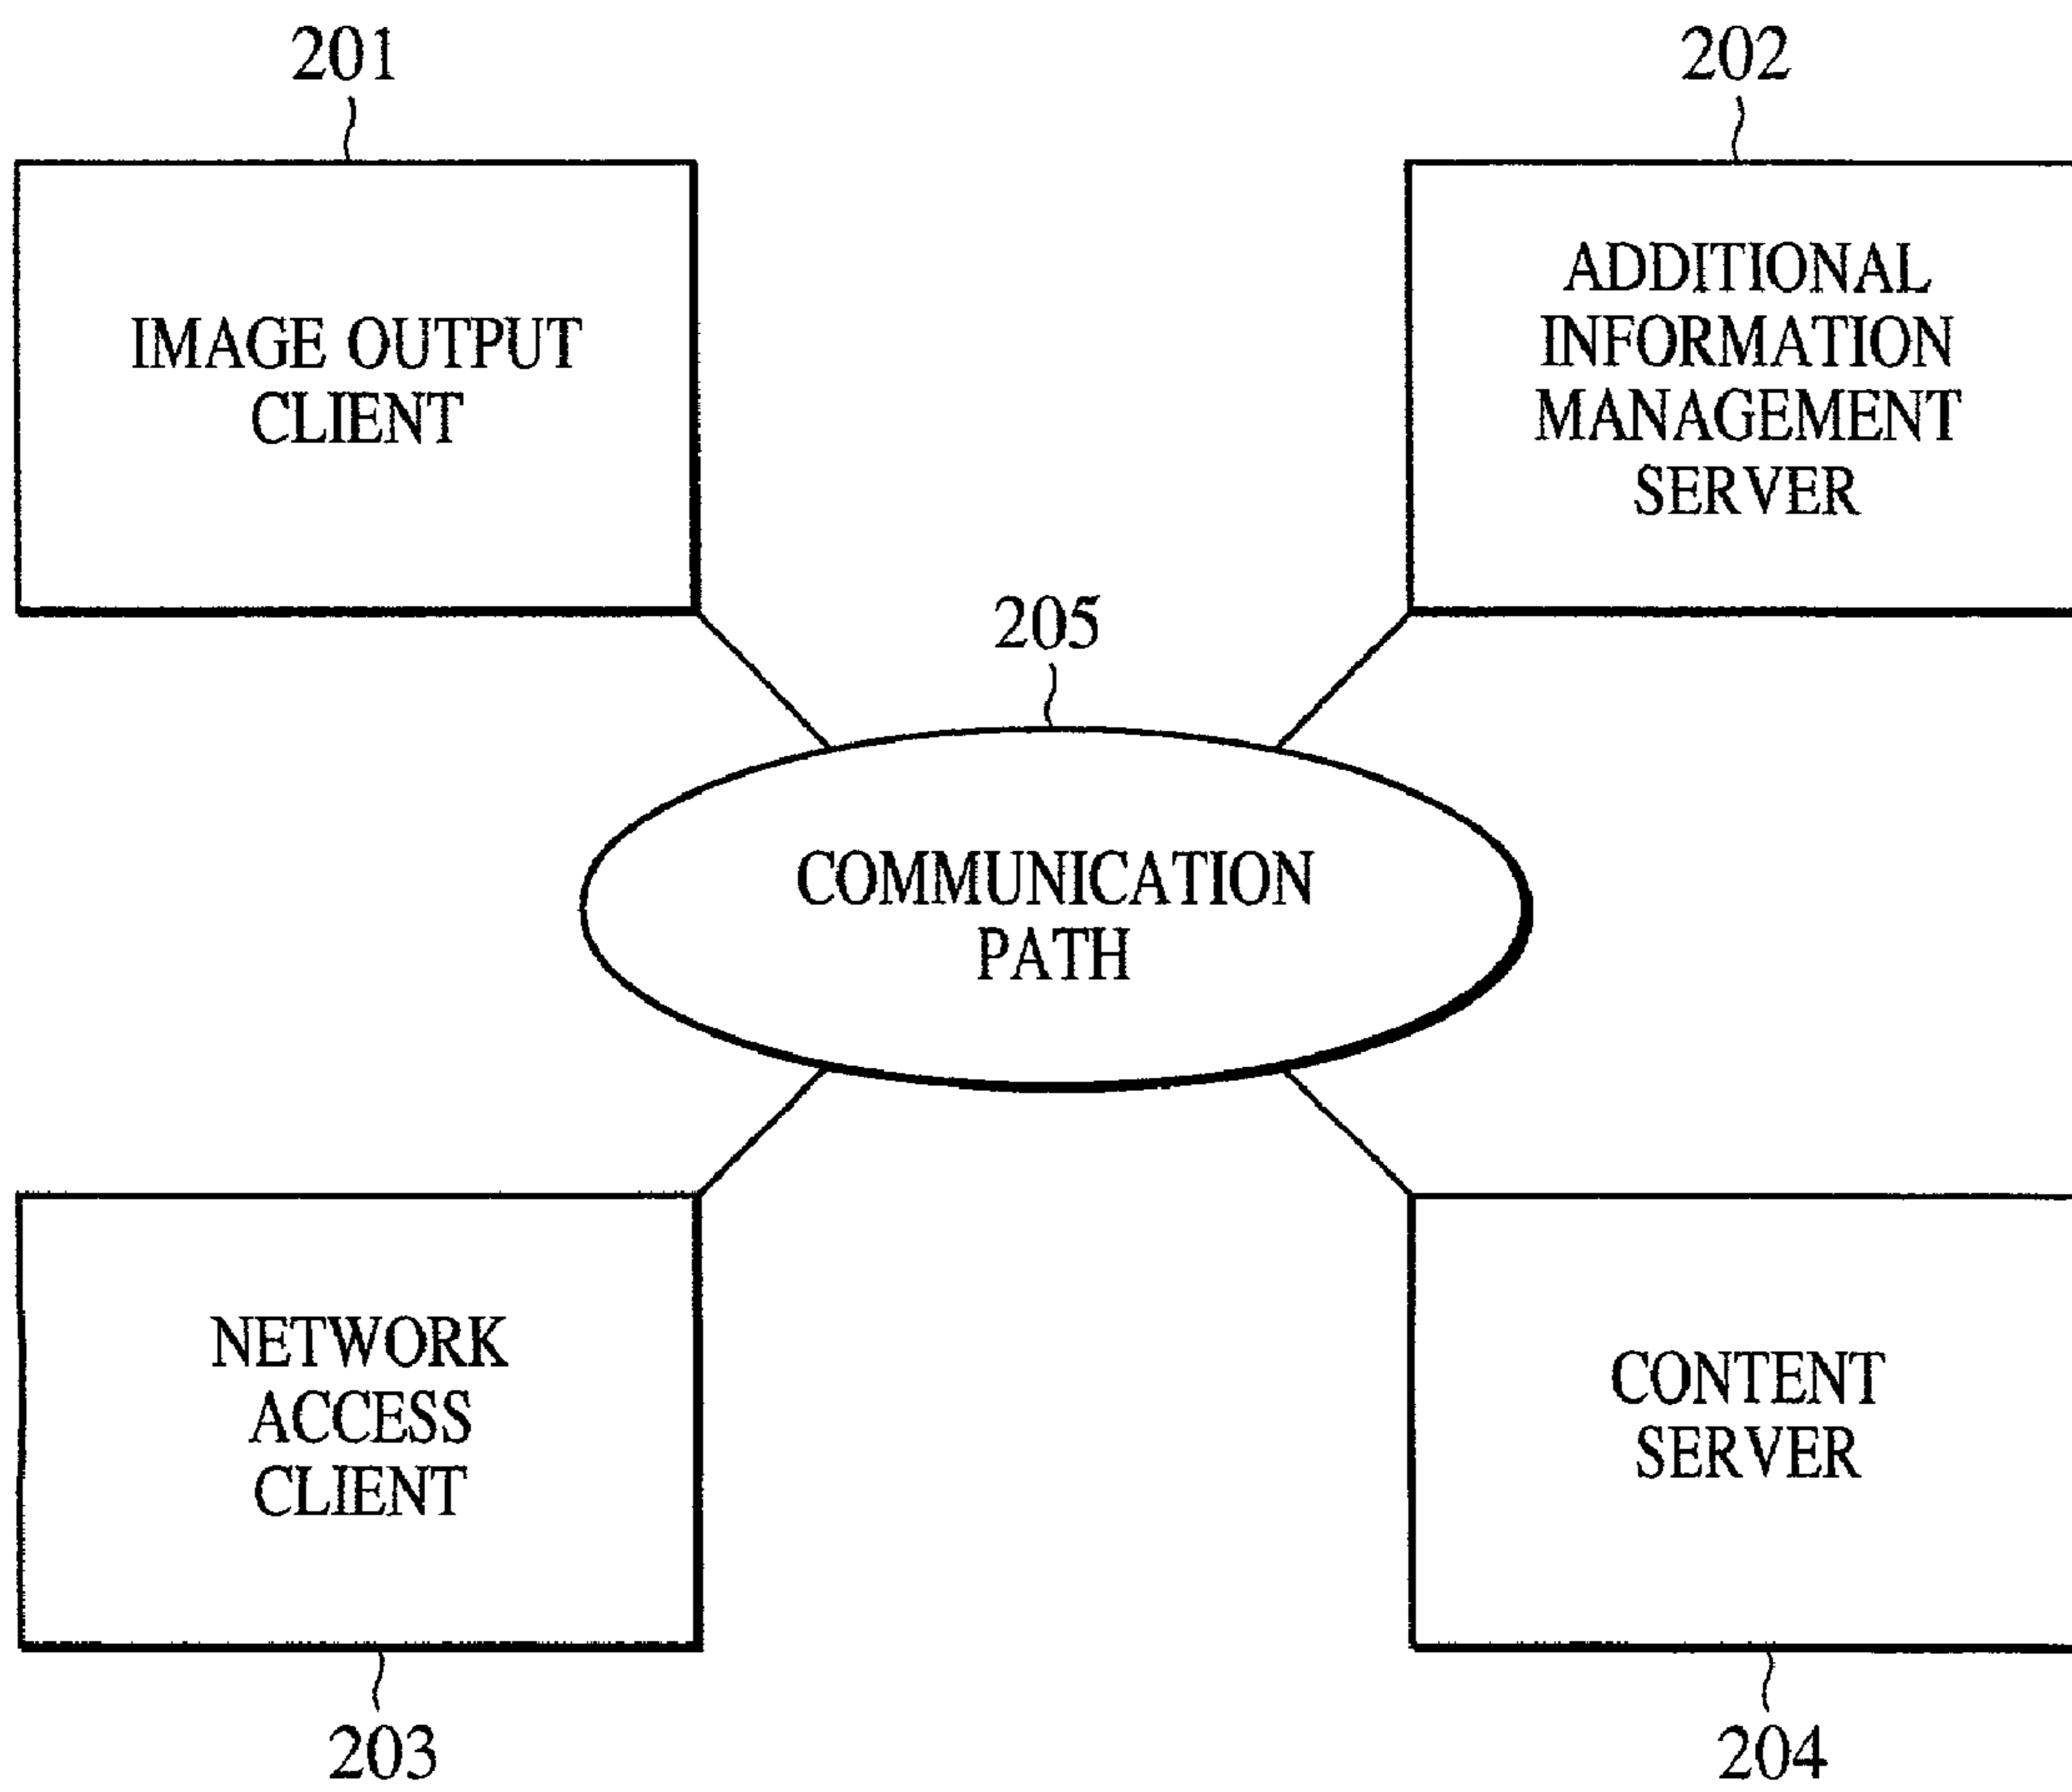 201
202
IMAGE OUTPUT
CLIENT
ADDITIONAL
INFORMATION
MANAGEMENT
SERVER
205
COMMUNICATION
PATH
NETWORK
ACCESS
CLIENT
CONTENT
SERVER
203
204